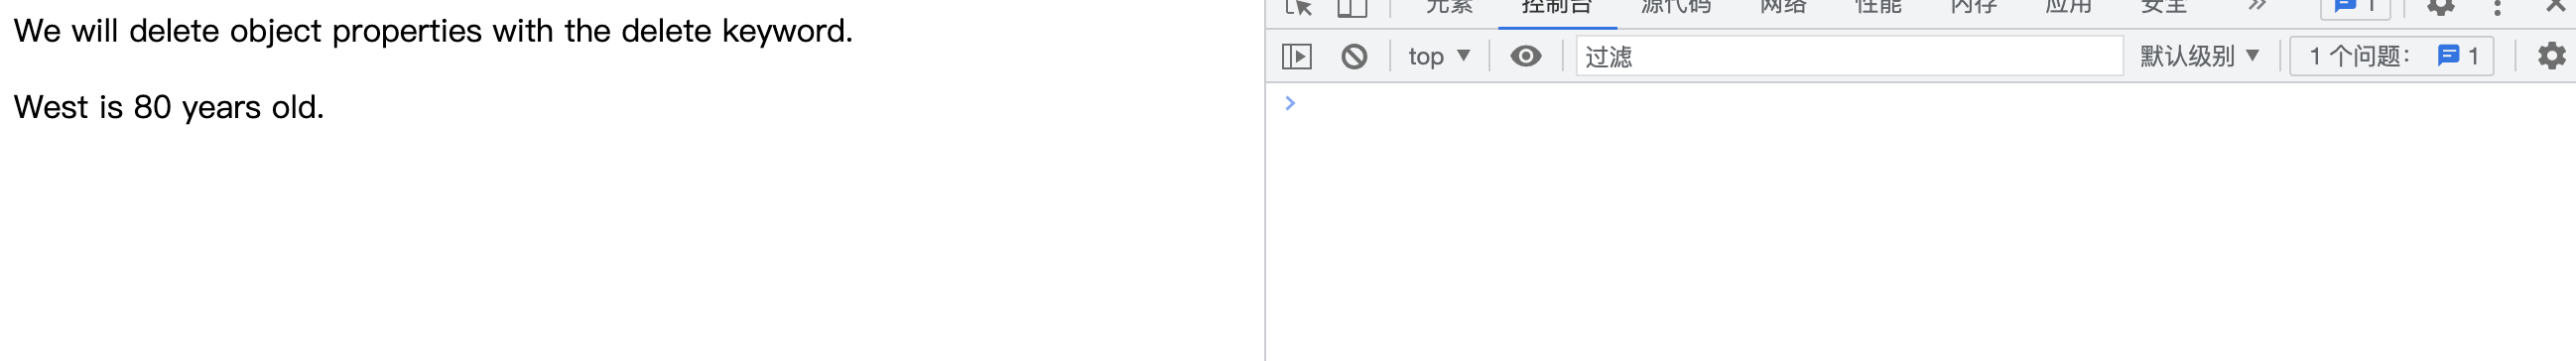 We will delete object properties with the delete keyword.
West is 80 years old.
元素 控制台 源代码 网络 性能 内存 应用 安全 » 1
top 过滤 默认级别 1 个问题: 1